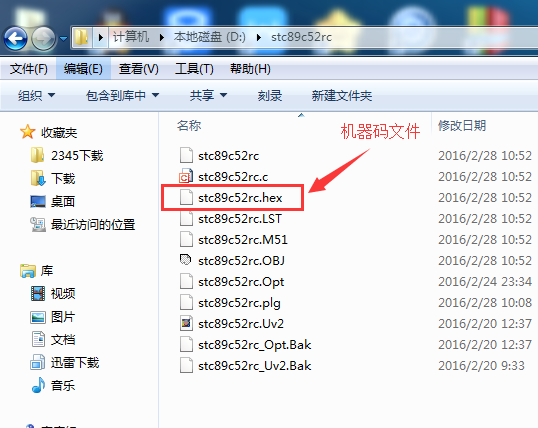 计算机 本地磁盘 (D:) stc89c52rc
文件(F) 编辑(E) 查看(V) 工具(T) 帮助(H)
组织 包含到库中 共享 刻录 新建文件夹
名称 修改日期
机器码文件
收藏夹
2345下载
下载
桌面
最近访问的位置
库
视频
图片
文档
迅雷下载
音乐
stc89c52rc 2016/2/28 10:52
stc89c52rc.c 2016/2/28 10:52
stc89c52rc.hex 2016/2/28 10:52
stc89c52rc.LST 2016/2/28 10:52
stc89c52rc.M51 2016/2/28 10:52
stc89c52rc.OBJ 2016/2/28 10:52
stc89c52rc.Opt 2016/2/24 23:34
stc89c52rc.plg 2016/2/28 10:08
stc89c52rc.Uv2 2016/2/20 12:37
stc89c52rc_Opt.Bak 2016/2/20 12:37
stc89c52rc_Uv2.Bak 2016/2/20 9:33